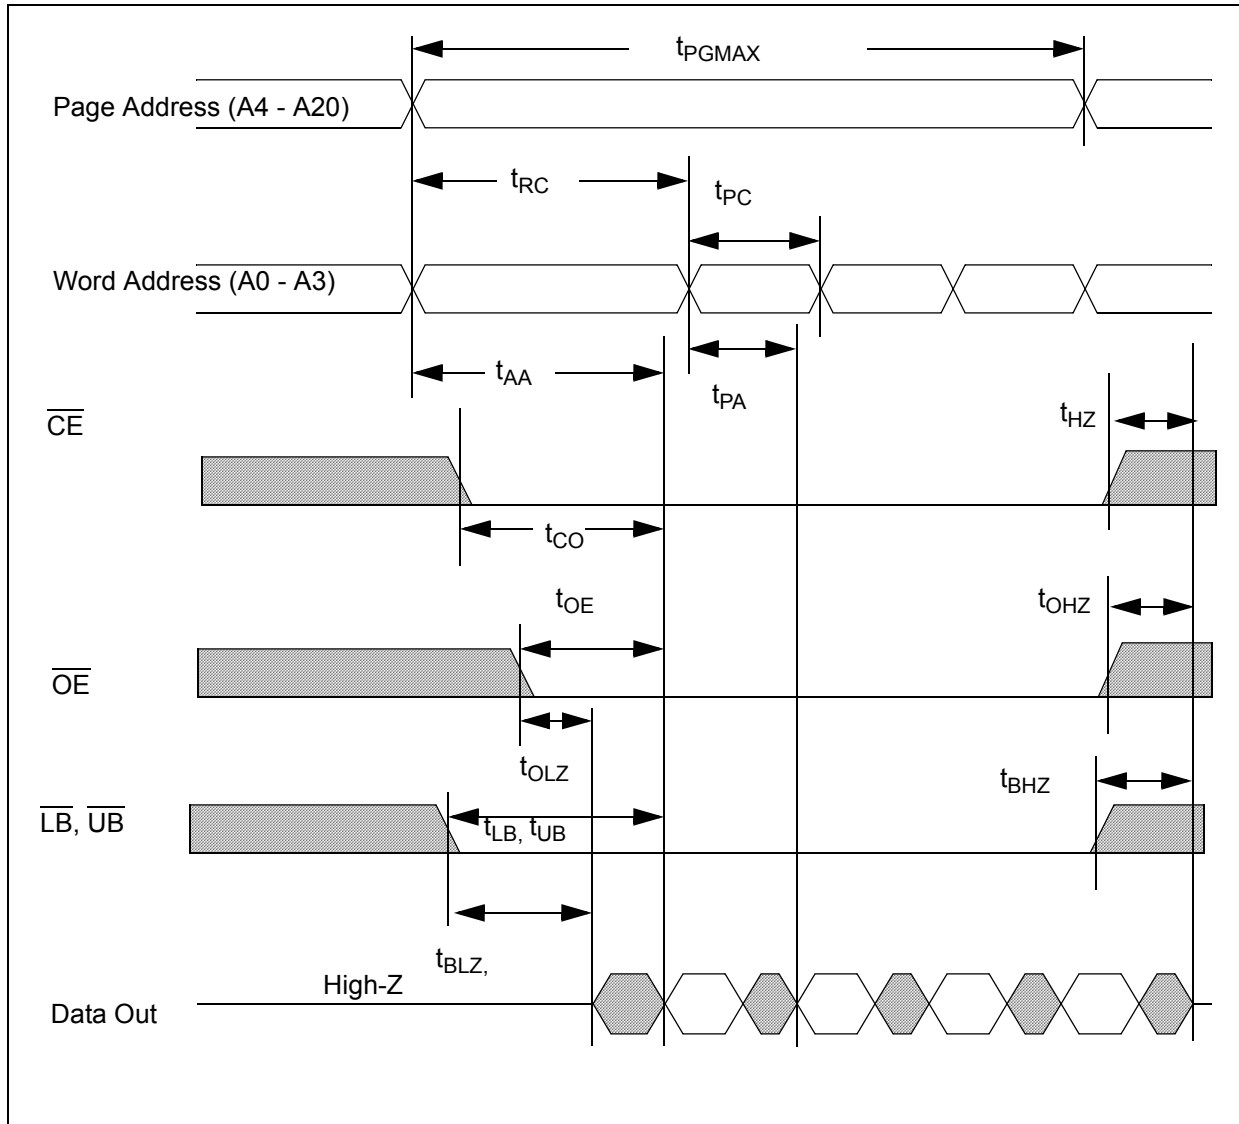 tPGMAX
Page Address (A4 - A20)
tRC
tPC
Word Address (A0 - A3)
tAA
tPA
CE
tHZ
tCO
tOE
tOHZ
OE
tOLZ
tBHZ
LB, UB
tLB, tUB
tBLZ,
High-Z
Data Out